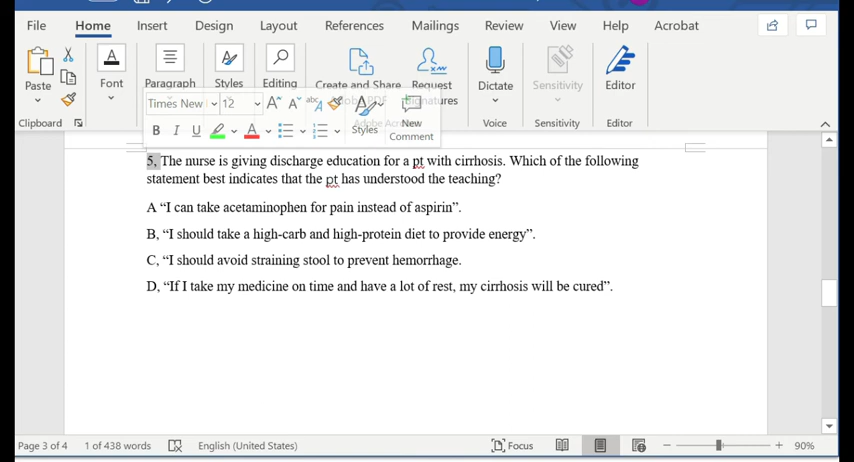 File Home Insert Design Layout References Mailings Review View Help Acrobat
Paste Font Paragraph Styles Editing Create and Share Request Dictate Sensitivity Editor
Signatures
Times New 12 abc Styles New
Comment
Clipboard Adobe Voice Sensitivity Editor
B I U A
5, The nurse is giving discharge education for a pt with cirrhosis. Which of the following
statement best indicates that the pt has understood the teaching?
A “I can take acetaminophen for pain instead of aspirin”.
B, “I should take a high-carb and high-protein diet to provide energy”.
C, “I should avoid straining stool to prevent hemorrhage.
D, “If I take my medicine on time and have a lot of rest, my cirrhosis will be cured”.
Page 3 of 4 1 of 438 words English (United States) Focus 90%